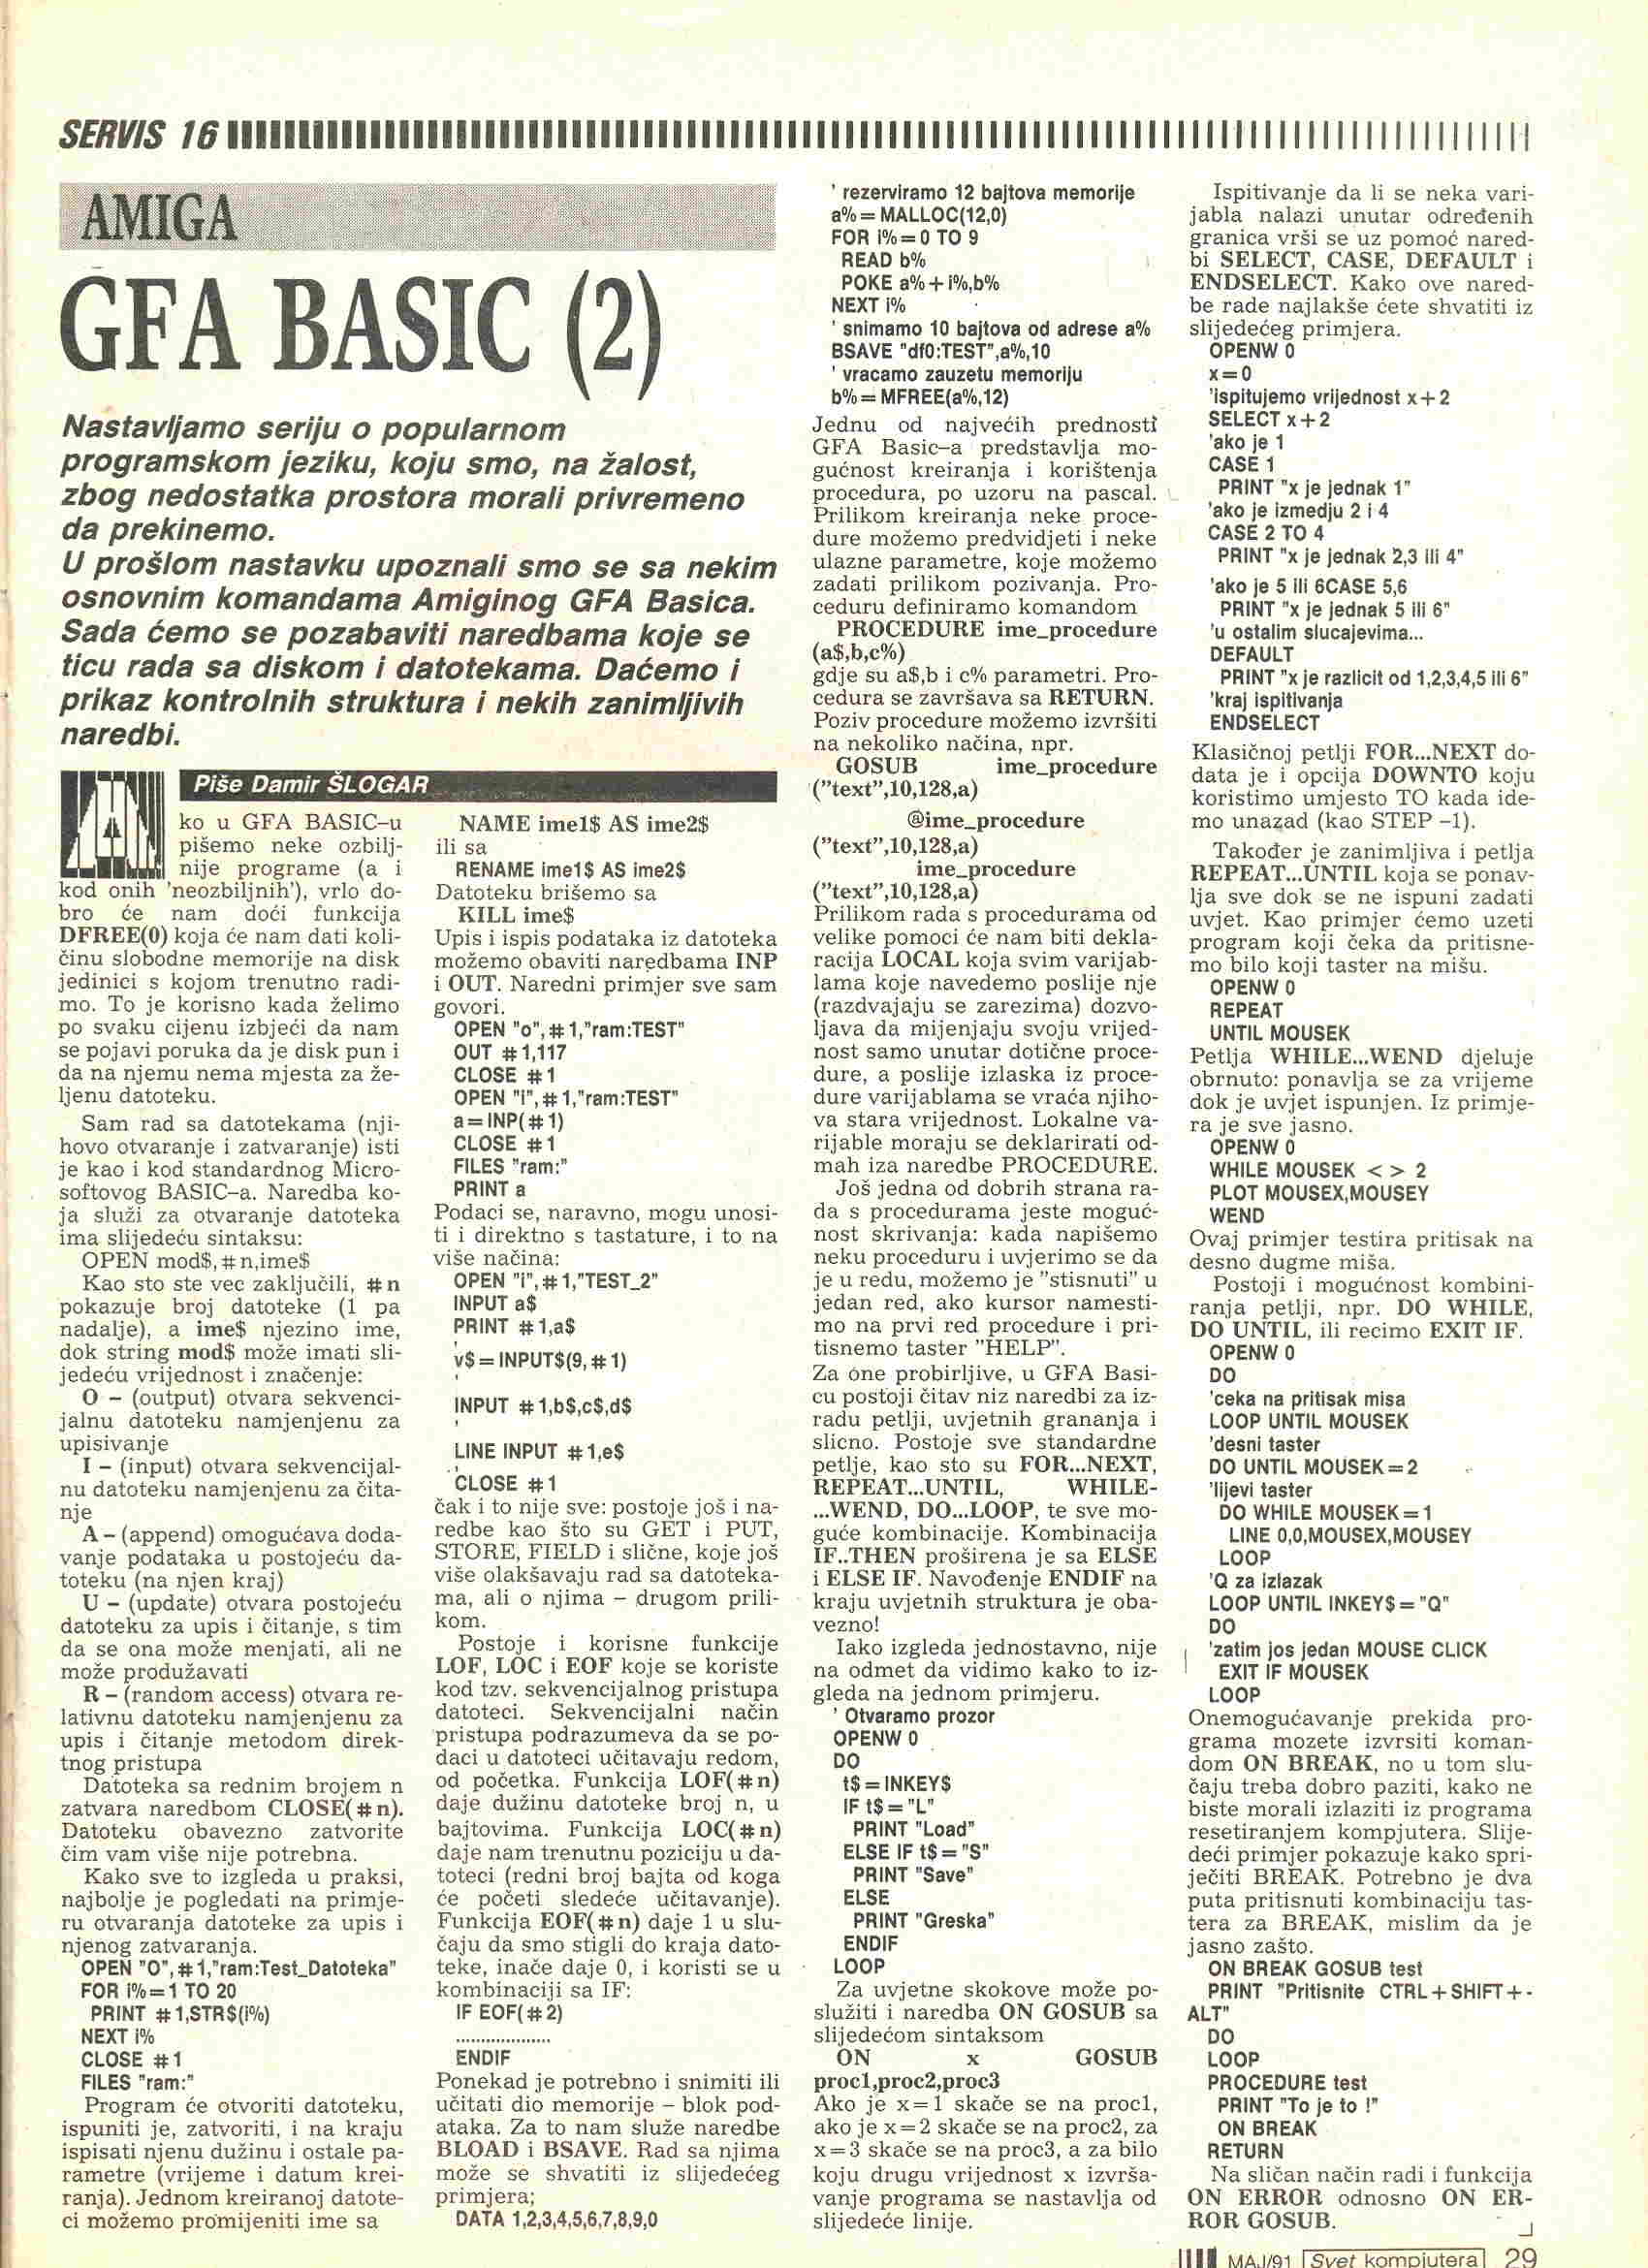 SERVIS 16
AMIGA
GFA BASIC (2)
Nastavljamo seriju o popularnom
programskom jeziku, koju smo, na žalost,
zbog nedostatka prostora morali privremeno
da prekinemo.
U prošlom nastavku upoznali smo se sa nekim
osnovnim komandama Amiginog GFA Basica.
Sada ćemo se pozabaviti naredbama koje se
ticu rada sa diskom i datotekama. Daćemo i
prikaz kontrolnih struktura i nekih zanimljivih
naredbi.
Piše Damir ŠLOGAR
A
ko u GFA BASIC–u
pišemo neke ozbilj-
nije programe (a i
kod onih 'neozbiljnih'), vrlo do-
bro će nam doći funkcija
DFREE(0) koja će nam dati koli-
činu slobodne memorije na disk
jedinici s kojom trenutno radi-
mo. To je korisno kada želimo
po svaku cijenu izbjeći da nam
se pojavi poruka da je disk pun i
da na njemu nema mjesta za že-
ljenu datoteku.
Sam rad sa datotekama (nji-
hovo otvaranje i zatvaranje) isti
je kao i kod standardnog Micro-
softovog BASIC–a. Naredba ko-
ja služi za otvaranje datoteka
ima slijedeću sintaksu:
OPEN mod$,#n,ime$
Kao sto ste vec zaključili, #n
pokazuje broj datoteke (1 pa
nadalje), a ime$ njezino ime,
dok string mod$ može imati sli-
jedeću vrijednost i značenje:
O – (output) otvara sekvenci-
jalnu datoteku namjenjenu za
upisivanje
I – (input) otvara sekvencijal-
nu datoteku namjenjenu za čita-
nje
A – (append) omogućava doda-
vanje podataka u postojeću da-
toteku (na njen kraj)
U – (update) otvara postojeću
datoteku za upis i čitanje, s tim
da se ona može menjati, ali ne
može produžavati
R – (random access) otvara re-
lativnu datoteku namjenjenu za
upis i čitanje metodom direk-
tnog pristupa
Datoteka sa rednim brojem n
zatvara naredbom CLOSE(#n).
Datoteku obavezno zatvorite
čim vam više nije potrebna.
Kako sve to izgleda u praksi,
najbolje je pogledati na primje-
ru otvaranja datoteke za upis i
njenog zatvaranja.
OPEN "O",#1,"ram:Test_Datoteka"
FOR i%=1 TO 20
PRINT #1,STR$(i%)
NEXT i%
CLOSE #1
FILES "ram:"
Program će otvoriti datoteku,
ispuniti je, zatvoriti, i na kraju
ispisati njenu dužinu i ostale pa-
rametre (vrijeme i datum krei-
ranja). Jednom kreiranoj datote-
ci možemo promijeniti ime sa
NAME ime1$ AS ime2$
ili sa
RENAME ime1$ AS ime2$
Datoteku brišemo sa
KILL ime$
Upis i ispis podataka iz datoteka
možemo obaviti naredbama INP
i OUT. Naredni primjer sve sam
govori.
OPEN "o",#1,"ram:TEST"
OUT #1,117
CLOSE #1
OPEN "i",#1,"ram:TEST"
a=INP(#1)
CLOSE #1
FILES "ram:"
PRINT a
Podaci se, naravno, mogu unosi-
ti i direktno s tastature, i to na
više načina:
OPEN "i",#1,"TEST_2"
INPUT a$
PRINT #1,a$
'
v$=INPUT$(9,#1)
'
INPUT #1,b$,c$,d$
'
LINE INPUT #1,e$
'
CLOSE #1
čak i to nije sve: postoje još i na-
redbe kao što su GET i PUT,
STORE, FIELD i slične, koje još
više olakšavaju rad sa datoteka-
ma, ali o njima – drugom prili-
kom.
Postoje i korisne funkcije
LOF, LOC i EOF koje se koriste
kod tzv. sekvencijalnog pristupa
datoteci. Sekvencijalni način
pristupa podrazumeva da se po-
daci u datoteci učitavaju redom,
od početka. Funkcija LOF(#n)
daje dužinu datoteke broj n, u
bajtovima. Funkcija LOC(#n)
daje nam trenutnu poziciju u da-
toteci (redni broj bajta od koga
će početi sledeće učitavanje).
Funkcija EOF(#n) daje 1 u slu-
čaju da smo stigli do kraja dato-
teke, inače daje 0, i koristi se u
kombinaciji sa IF:
IF EOF(#2)
...................
ENDIF
Ponekad je potrebno i snimiti ili
učitati dio memorije – blok pod-
ataka. Za to nam služe naredbe
BLOAD i BSAVE. Rad sa njima
može se shvatiti iz slijedećeg
primjera;
DATA 1,2,3,4,5,6,7,8,9,0
' rezerviramo 12 bajtova memorije
a%=MALLOC(12,0)
FOR i%=0 TO 9
READ b%
POKE a%+i%,b%
NEXT i%
' snimamo 10 bajtova od adrese a%
BSAVE "df0:TEST",a%,10
' vracamo zauzetu memoriju
b%=MFREE(a%,12)
Jednu od najvećih prednosti
GFA Basic–a predstavlja mo-
gućnost kreiranja i korištenja
procedura, po uzoru na pascal.
Prilikom kreiranja neke proce-
dure možemo predvidjeti i neke
ulazne parametre, koje možemo
zadati prilikom pozivanja. Pro-
ceduru definiramo komandom
PROCEDURE ime_procedure
(a$,b,c%)
gdje su a$,b i c% parametri. Pro-
cedura se završava sa RETURN.
Poziv procedure možemo izvršiti
na nekoliko načina, npr.
GOSUB ime_procedure
("text",10,128,a)
@ime_procedure
("text",10,128,a)
ime_procedure
("text",10,128,a)
Prilikom rada s procedurama od
velike pomoci će nam biti dekla-
racija LOCAL koja svim varijab-
lama koje navedemo poslije nje
(razdvajaju se zarezima) dozvo-
ljava da mijenjaju svoju vrijed-
nost samo unutar dotične proce-
dure, a poslije izlaska iz proce-
dure varijablama se vraća njiho-
va stara vrijednost. Lokalne va-
rijable moraju se deklarirati od-
mah iza naredbe PROCEDURE.
Još jedna od dobrih strana ra-
da s procedurama jeste moguć-
nost skrivanja: kada napišemo
neku proceduru i uvjerimo se da
je u redu, možemo je "stisnuti" u
jedan red, ako kursor namesti-
mo na prvi red procedure i pri-
tisnemo taster "HELP".
Za one probirljive, u GFA Basi-
cu postoji čitav niz naredbi za iz-
radu petlji, uvjetnih grananja i
slicno. Postoje sve standardne
petlje, kao sto su FOR...NEXT,
REPEAT...UNTIL, WHILE-
...WEND, DO...LOOP, te sve mo-
guće kombinacije. Kombinacija
IF..THEN proširena je sa ELSE
i ELSE IF. Navođenje ENDIF na
kraju uvjetnih struktura je oba-
vezno!
Iako izgleda jednostavno, nije
na odmet da vidimo kako to iz-
gleda na jednom primjeru.
' Otvaramo prozor
OPENW 0
DO
t$=INKEY$
IF t$="L"
PRINT "Load"
ELSE IF t$="S"
PRINT "Save"
ELSE
PRINT "Greska"
ENDIF
LOOP
Za uvjetne skokove može po-
služiti i naredba ON GOSUB sa
slijedećom sintaksom
ON x GOSUB
proc1,proc2,proc3
Ako je x=1 skače se na proc1,
ako je x=2 skače se na proc2, za
x=3 skače se na proc3, a za bilo
koju drugu vrijednost x izvrša-
vanje programa se nastavlja od
slijedeće linije.
Ispitivanje da li se neka vari-
jabla nalazi unutar određenih
granica vrši se uz pomoć nared-
bi SELECT, CASE, DEFAULT i
ENDSELECT. Kako ove nared-
be rade najlakše ćete shvatiti iz
slijedećeg primjera.
OPENW 0
x=0
'ispitujemo vrijednost x+2
SELECT x+2
'ako je 1
CASE 1
PRINT "x je jednak 1"
'ako je izmedju 2 i 4
CASE 2 TO 4
PRINT "x je jednak 2,3 ili 4"
'ako je 5 ili 6CASE 5,6
PRINT "x je jednak 5 ili 6"
'u ostalim slucajevima...
DEFAULT
PRINT "x je razlicit od 1,2,3,4,5 ili 6"
'kraj ispitivanja
ENDSELECT
Klasičnoj petlji FOR...NEXT do-
data je i opcija DOWNTO koju
koristimo umjesto TO kada ide-
mo unazad (kao STEP –1).
Također je zanimljiva i petlja
REPEAT...UNTIL koja se ponav-
lja sve dok se ne ispuni zadati
uvjet. Kao primjer ćemo uzeti
program koji čeka da pritisne-
mo bilo koji taster na mišu.
OPENW 0
REPEAT
UNTIL MOUSEK
Petlja WHILE...WEND djeluje
obrnuto: ponavlja se za vrijeme
dok je uvjet ispunjen. Iz primje-
ra je sve jasno.
OPENW 0
WHILE MOUSEK < > 2
PLOT MOUSEX,MOUSEY
WEND
Ovaj primjer testira pritisak na
desno dugme miša.
Postoji i mogućnost kombini-
ranja petlji, npr. DO WHILE,
DO UNTIL, ili recimo EXIT IF.
OPENW 0
DO
'ceka na pritisak misa
LOOP UNTIL MOUSEK
'desni taster
DO UNTIL MOUSEK=2
'lijevi taster
DO WHILE MOUSEK=1
LINE 0,0,MOUSEX,MOUSEY
LOOP
'Q za izlazak
LOOP UNTIL INKEY$="Q"
DO
'zatim jos jedan MOUSE CLICK
EXIT IF MOUSEK
LOOP
Onemogućavanje prekida pro-
grama mozete izvrsiti koman-
dom ON BREAK, no u tom slu-
čaju treba dobro paziti, kako ne
biste morali izlaziti iz programa
resetiranjem kompjutera. Slije-
deći primjer pokazuje kako spri-
ječiti BREAK. Potrebno je dva
puta pritisnuti kombinaciju tas-
tera za BREAK, mislim da je
jasno zašto.
ON BREAK GOSUB test
PRINT "Pritisnite CTRL+SHIFT+-
ALT"
DO
LOOP
PROCEDURE test
PRINT "To je to !"
ON BREAK
RETURN
Na sličan način radi i funkcija
ON ERROR odnosno ON ER-
ROR GOSUB.
MAJ/91 Svet kompjutera 29